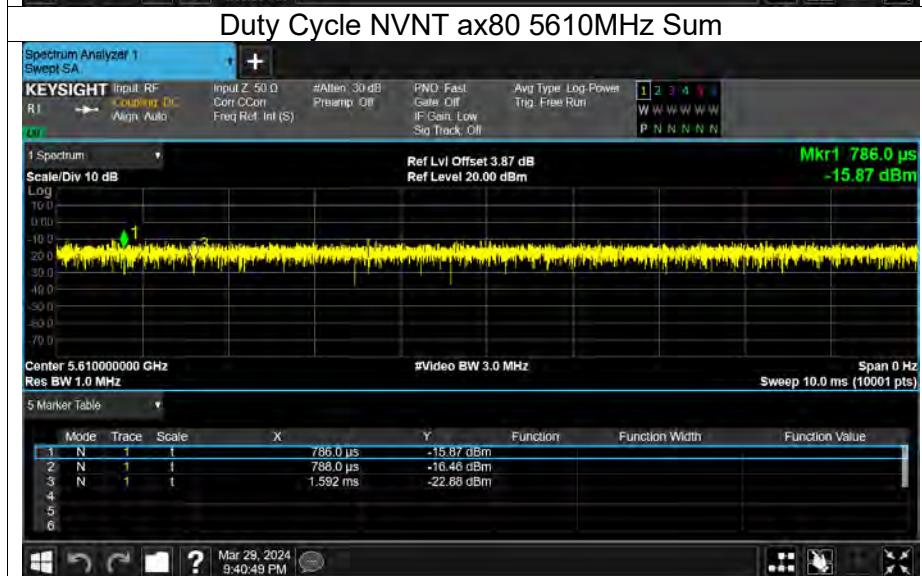 Duty Cycle NVNT ax80 5610MHz Sum
Spectrum Analyzer 1
Swept SA
+
KEYSIGHT Input: RF Input Z: 50 Ω #Atten: 30 dB PNO: Fast Avg Type: Log-Power 1 2 3 4 5 6
R1 Coupling: DC Corr CCorr Preamp: Off Gate: Off Trig: Free Run W W W W W W
Align: Auto Freq Ref: Int (S) IF Gain: Low
Sig Track: Off P N N N N N
1 Spectrum Ref Lvl Offset 3.87 dB Mkr1 786.0 µs
Scale/Div 10 dB Ref Level 20.00 dBm -15.87 dBm
Log
10.0
0.00
-10.0
1
3
-20.0
-30.0
-40.0
-50.0
-60.0
-70.0
Center 5.610000000 GHz #Video BW 3.0 MHz Span 0 Hz
Res BW 1.0 MHz Sweep 10.0 ms (10001 pts)
5 Marker Table
Mode Trace Scale X Y Function Function Width Function Value
1 N 1 t 786.0 µs -15.87 dBm
2 N 1 t 788.0 µs -16.46 dBm
3 N 1 t 1.592 ms -22.88 dBm
4
5
6
? Mar 29, 2024
9:40:49 PM